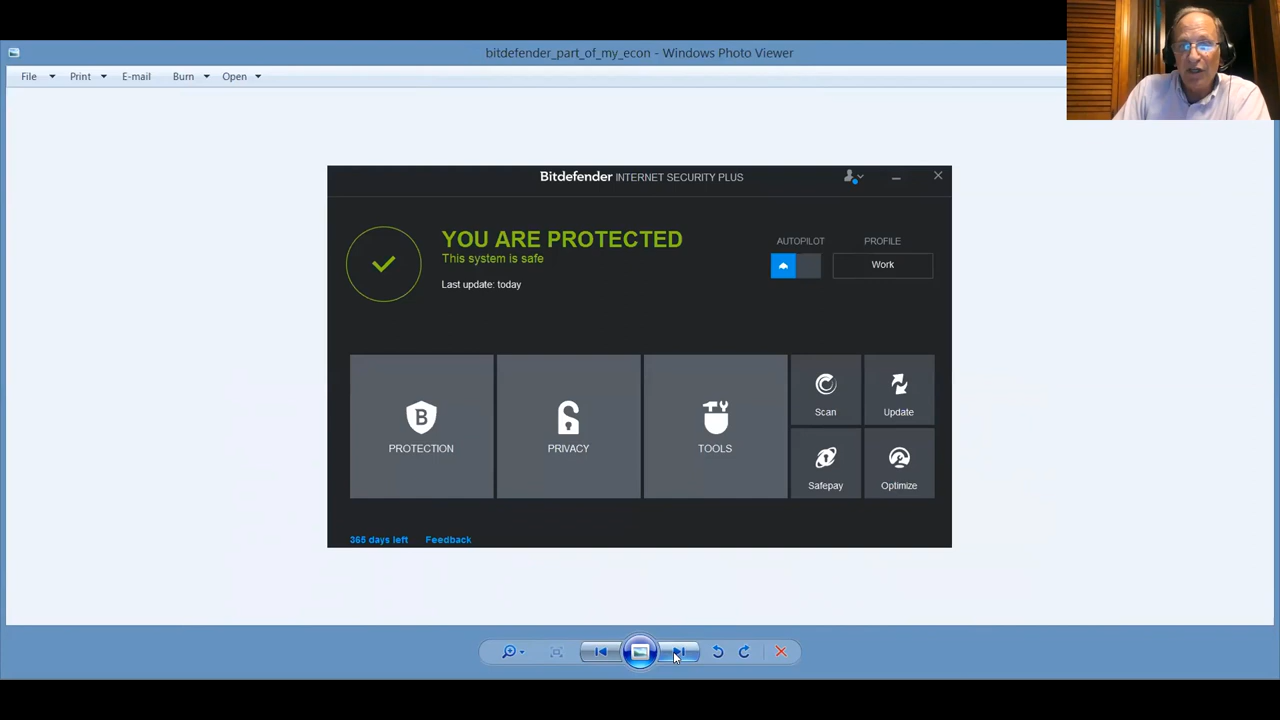 bitdefender_part_of_my_econ - Windows Photo Viewer
File Print E-mail Burn Open
Bitdefender INTERNET SECURITY PLUS
YOU ARE PROTECTED
This system is safe
Last update: today
AUTOPILOT
PROFILE
Work
PROTECTION
PRIVACY
TOOLS
Scan
Update
Safepay
Optimize
365 days left
Feedback